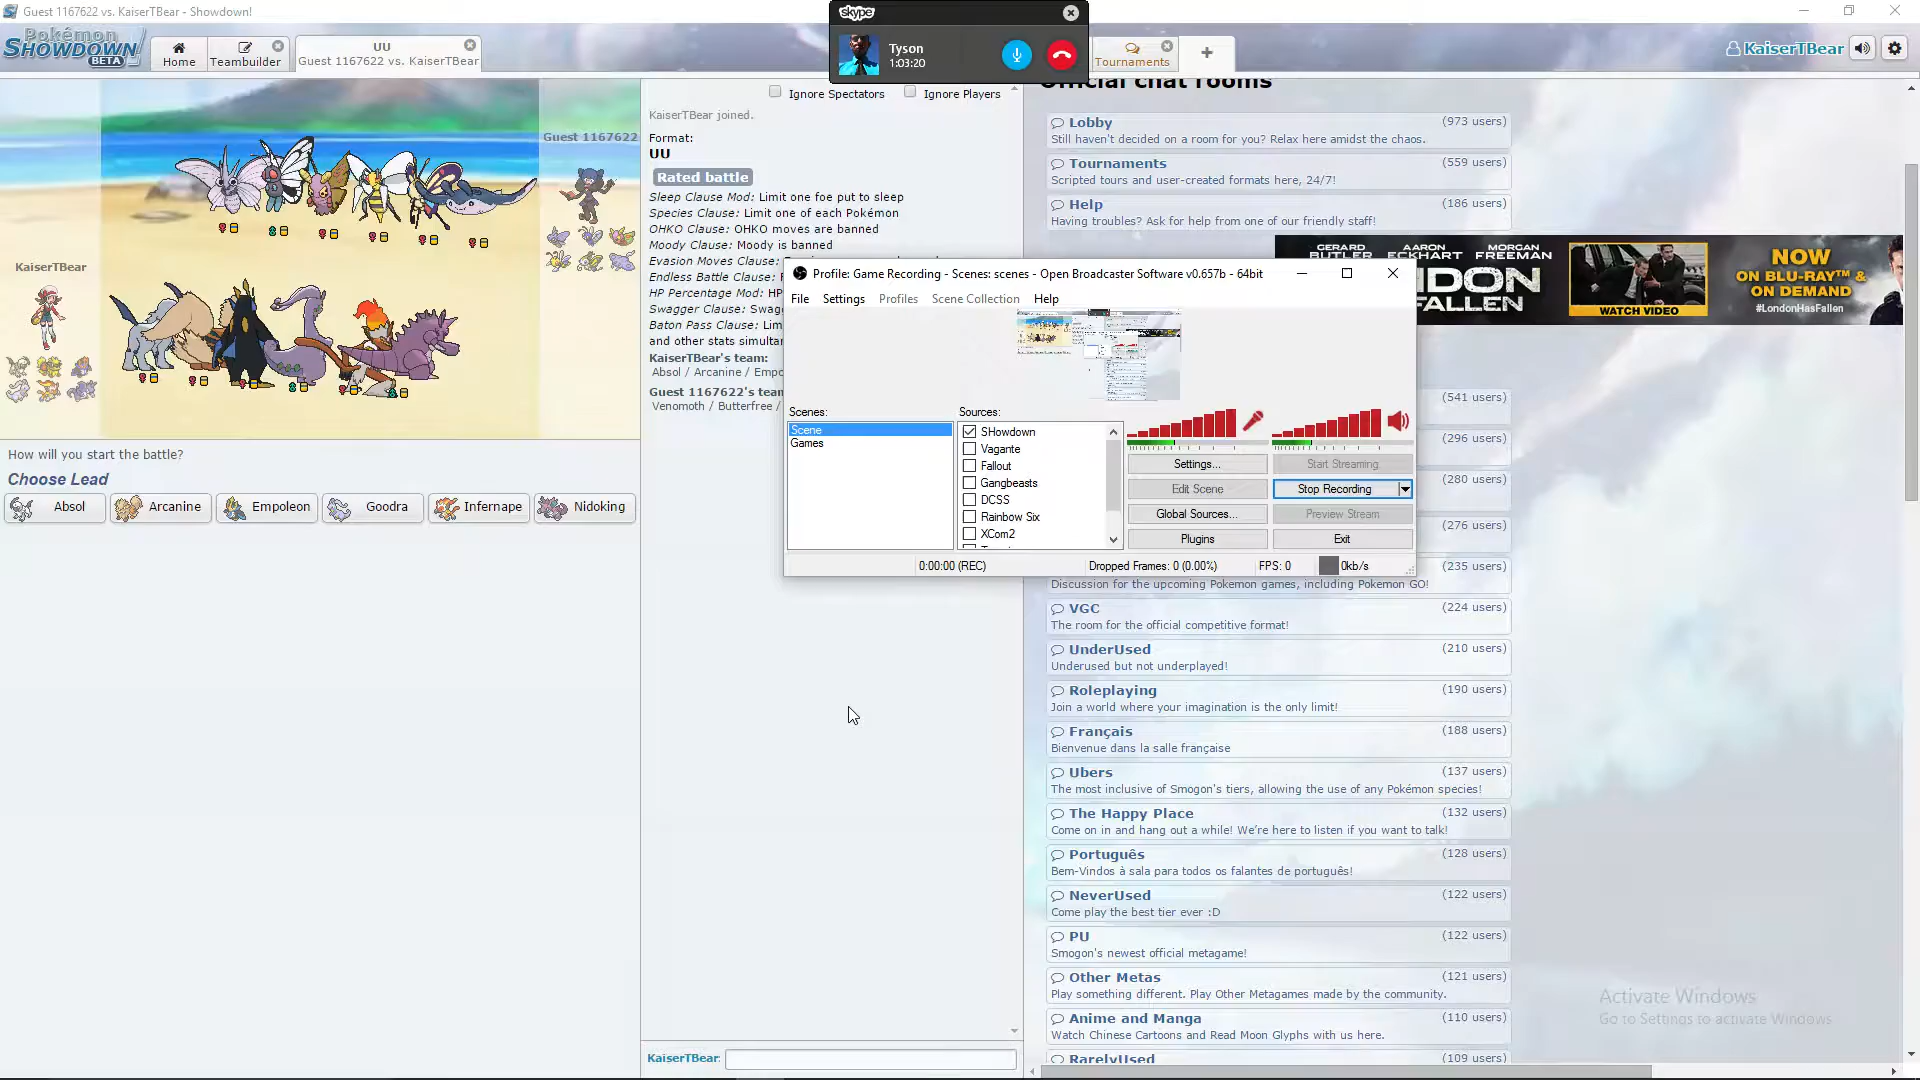 Guest 1167622 vs. KaiserTBear - Showdown!
Pokémon
SHOWDOWN
BETA
Home
Teambuilder
UU
Guest 1167622 vs. KaiserTBear
skype
Tyson
1:03:20
Tournaments
KaiserTBear
Guest 1167622
KaiserTBear
How will you start the battle?
Choose Lead
Absol
Arcanine
Empoleon
Goodra
Infernape
Nidoking
Ignore Spectators
Ignore Players
KaiserTBear joined.
Format:
UU
Rated battle
Sleep Clause Mod: Limit one foe put to sleep
Species Clause: Limit one of each Pokémon
OHKO Clause: OHKO moves are banned
Moody Clause: Moody is banned
Evasion Moves Clause:
Endless Battle Clause:
HP Percentage Mod: HP
Swagger Clause:
Baton Pass Clause:
and other stats
KaiserTBear's team:
Absol / Arcanine /
Guest 1167622's
Venomoth / Butterfree /
KaiserTBear:
Profile: Game Recording - Scenes: scenes - Open Broadcaster Software v0.657b - 64bit
File
Settings
Profiles
Scene Collection
Help
Scenes:
Scene
Games
Sources:
SHowdown
Vagante
Fallout
Gangbeasts
DCSS
Rainbow Six
XCom2
Settings...
Start Streaming
Edit Scene
Stop Recording
Global Sources...
Preview Stream
Plugins
Exit
0:00:00 (REC)
Dropped Frames: 0 (0.00%)
FPS: 0
0kb/s
Official chat rooms
Lobby
(973 users)
Still haven't decided on a room for you? Relax here amidst the chaos.
Tournaments
(559 users)
Scripted tours and user-created formats here, 24/7!
Help
(186 users)
Having troubles? Ask for help from one of our friendly staff!
GERARD
AARON
MORGAN
ECKHART
FREEMAN
WATCH VIDEO
NOW
ON BLU-RAY™ &
ON DEMAND
#LondonHasFallen
(541 users)
(296 users)
(280 users)
(276 users)
(235 users)
Discussion for the upcoming Pokemon games, including Pokemon GO!
VGC
(224 users)
The room for the official competitive format!
UnderUsed
(210 users)
Underused but not underplayed!
Roleplaying
(190 users)
Join a world where your imagination is the only limit!
Français
(188 users)
Bienvenue dans la salle française
Ubers
(137 users)
The most inclusive of Smogon's tiers, allowing the use of any Pokémon species!
The Happy Place
(132 users)
Come on in and hang out a while! We're here to listen if you want to talk!
Português
(128 users)
Bem-Vindos à sala para todos os falantes de português!
NeverUsed
(122 users)
Come play the best tier ever :D
PU
(122 users)
Smogon's newest official metagame!
Other Metas
(121 users)
Play something different. Play Other Metagames made by the community.
Anime and Manga
(110 users)
Watch Chinese Cartoons and Read Moon Glyphs with us here.
RarelyUsed
(109 users)
Activate Windows
Go to Settings to activate Windows